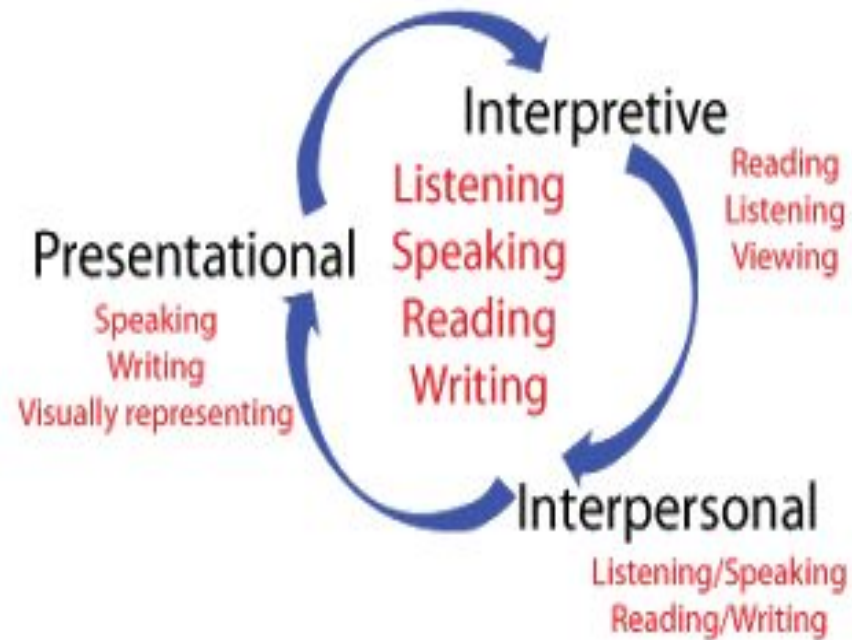 Interpretive
Reading
Listening
Viewing
Listening
Speaking
Reading
Writing
Presentational
Speaking
Writing
Visually representing
Interpersonal
Listening/Speaking
Reading/Writing